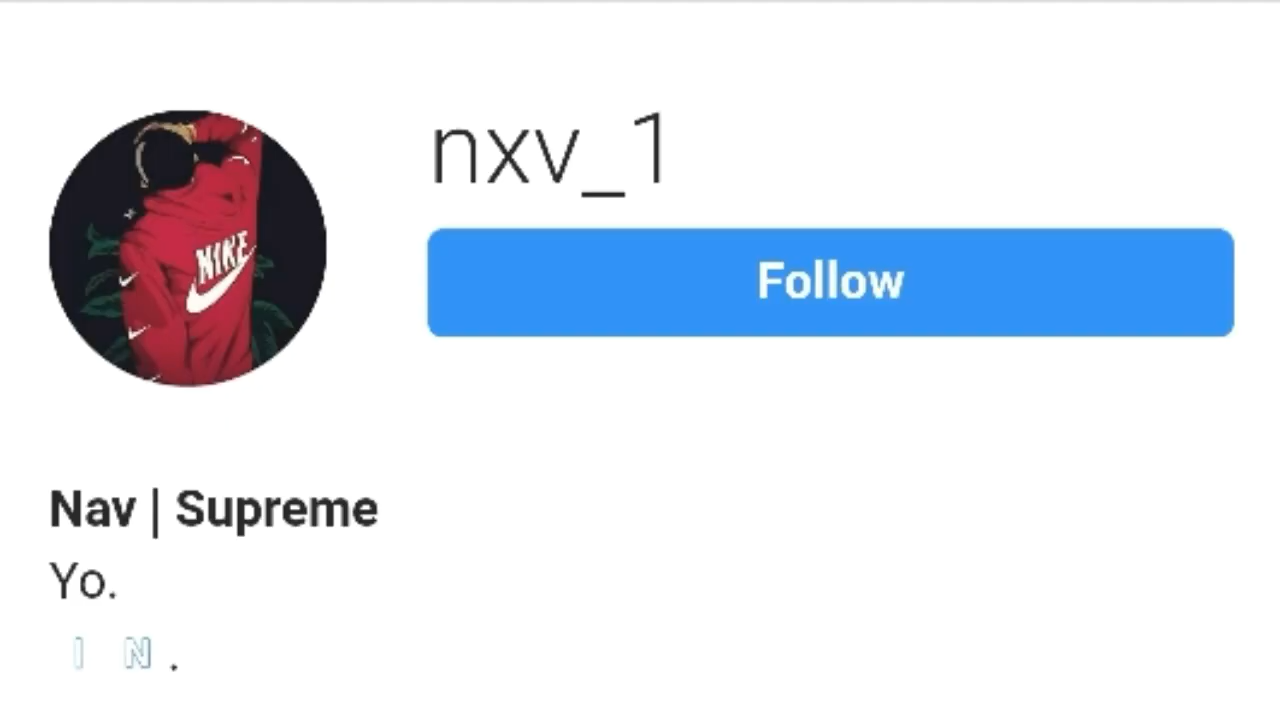 nxv_1
NIKE
Follow
Nav | Supreme
Yo.
🇮 🇳.